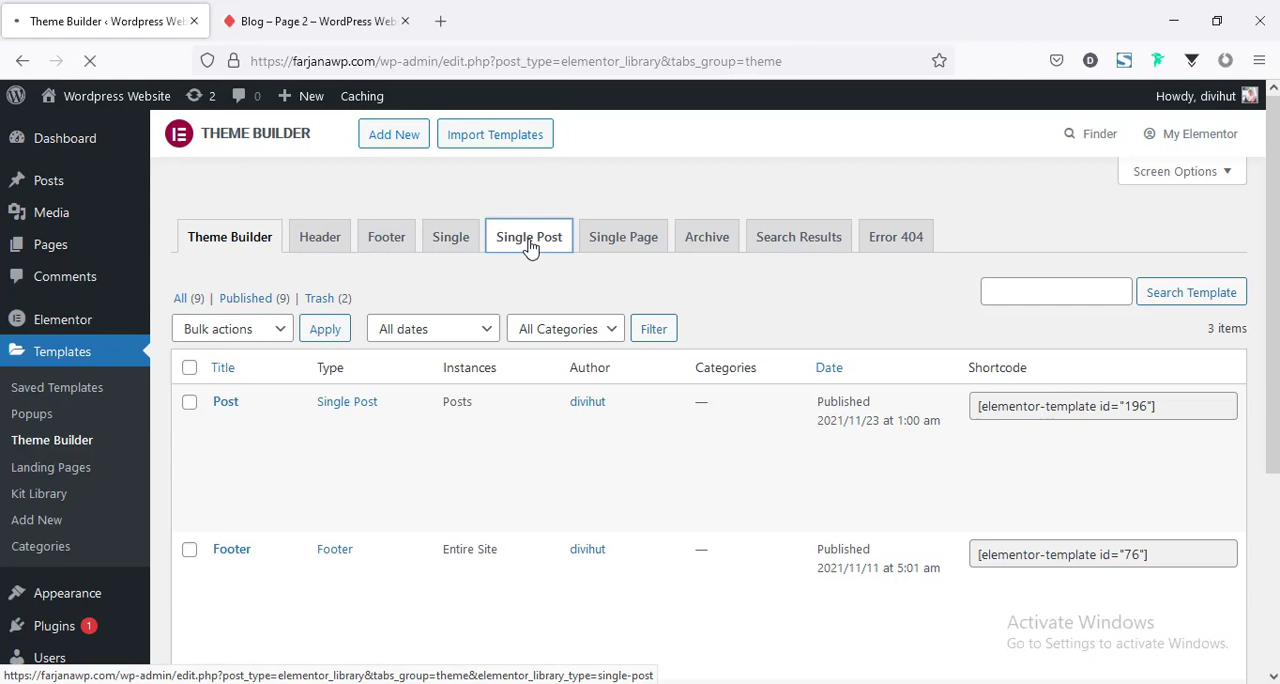 Theme Builder ‹ Wordpress Web
Blog – Page 2 – WordPress Web
https://farjanawp.com/wp-admin/edit.php?post_type=elementor_library&tabs_group=theme
Wordpress Website 2 0 New Caching Howdy, divihut
Dashboard
Posts
Media
Pages
Comments
Elementor
Templates
Saved Templates
Popups
Theme Builder
Landing Pages
Kit Library
Add New
Categories
Appearance
Plugins 1
Users
THEME BUILDER Add New Import Templates Finder My Elementor
Screen Options
Theme Builder Header Footer Single Single Post Single Page Archive Search Results Error 404
All (9) | Published (9) | Trash (2) Search Template
Bulk actions Apply All dates All Categories Filter 3 items
Title Type Instances Author Categories Date Shortcode
Post Single Post Posts divihut — Published [elementor-template id="196"]
2021/11/23 at 1:00 am
Footer Footer Entire Site divihut — Published [elementor-template id="76"]
2021/11/11 at 5:01 am
Activate Windows
Go to Settings to activate Windows.
https://farjanawp.com/wp-admin/edit.php?post_type=elementor_library&tabs_group=theme&elementor_library_type=single-post